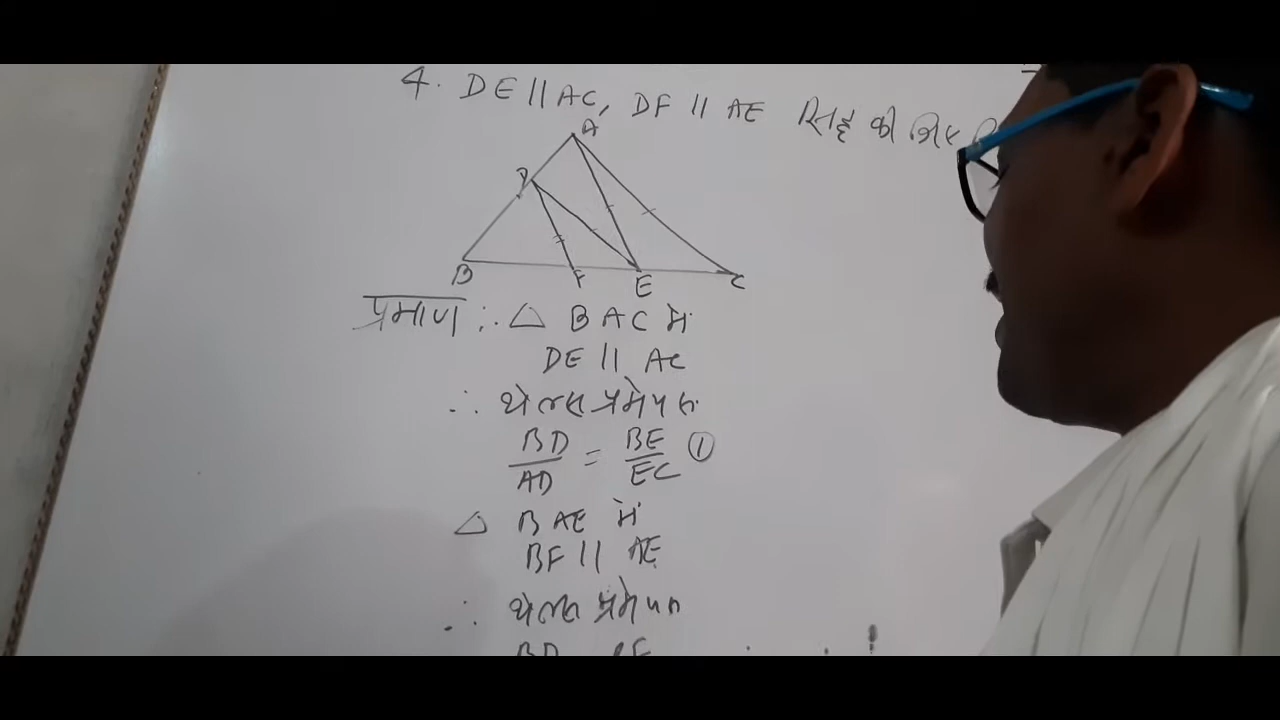 4. DE || AC, DF || AE सिद्ध की जिए
A
D
B F E C
प्रमाण ∵ △ BAC में
DE || AC
∴ थेल्स प्रमेय से
BD/AD = BE/EC ①
△ BAE में
BF || AE
∴ थेल्स प्रमेय से
BD BF